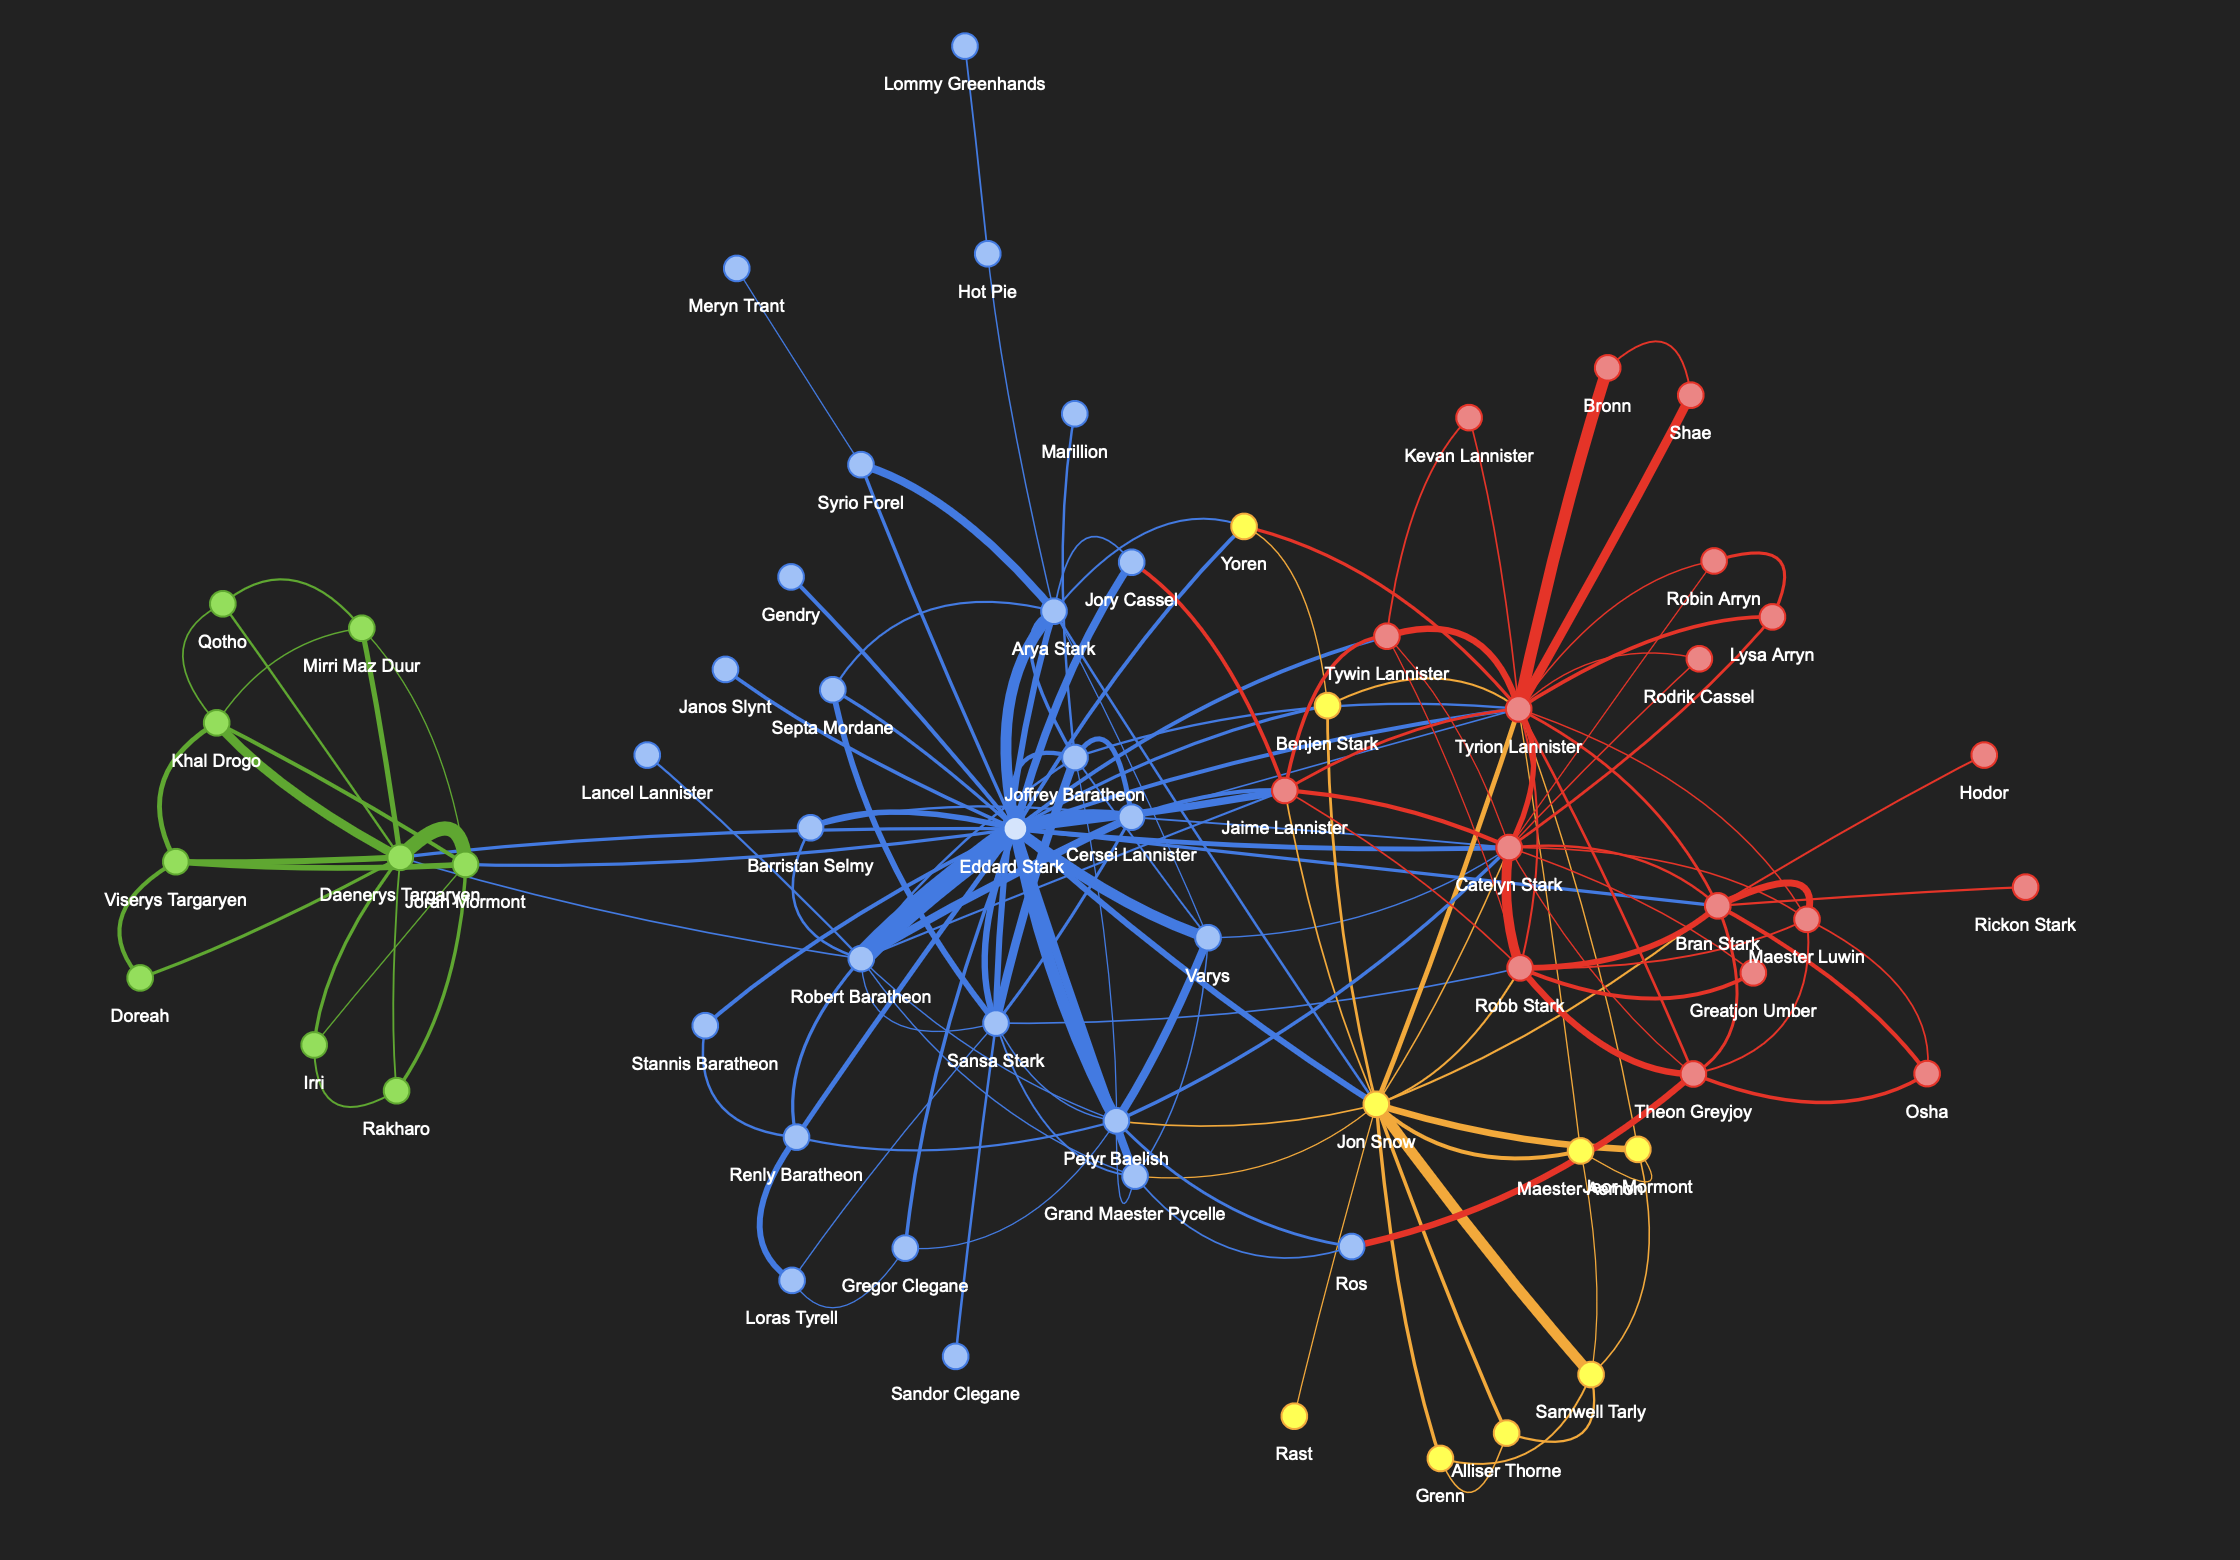 Lommy Greenhands
Hot Pie
Meryn Trant
Bronn
Shae
Marillion
Kevan Lannister
Syrio Forel
Yoren
Jory Cassel
Robin Arryn
Gendry
Qotho
Arya Stark
Lysa Arryn
Mirri Maz Duur
Tywin Lannister
Rodrik Cassel
Janos Slynt
Septa Mordane
Benjen Stark
Tyrion Lannister
Khal Drogo
Lancel Lannister
Joffrey Baratheon
Hodor
Jaime Lannister
Cersei Lannister
Barristan Selmy
Eddard Stark
Catelyn Stark
Daenerys Targaryen
Jorah Mormont
Viserys Targaryen
Rickon Stark
Bran Stark
Maester Luwin
Varys
Robert Baratheon
Robb Stark
Greatjon Umber
Doreah
Sansa Stark
Stannis Baratheon
Irri
Theon Greyjoy
Osha
Rakharo
Jon Snow
Petyr Baelish
Renly Baratheon
Maester Aemon
Jeor Mormont
Grand Maester Pycelle
Gregor Clegane
Ros
Loras Tyrell
Sandor Clegane
Samwell Tarly
Rast
Alliser Thorne
Grenn